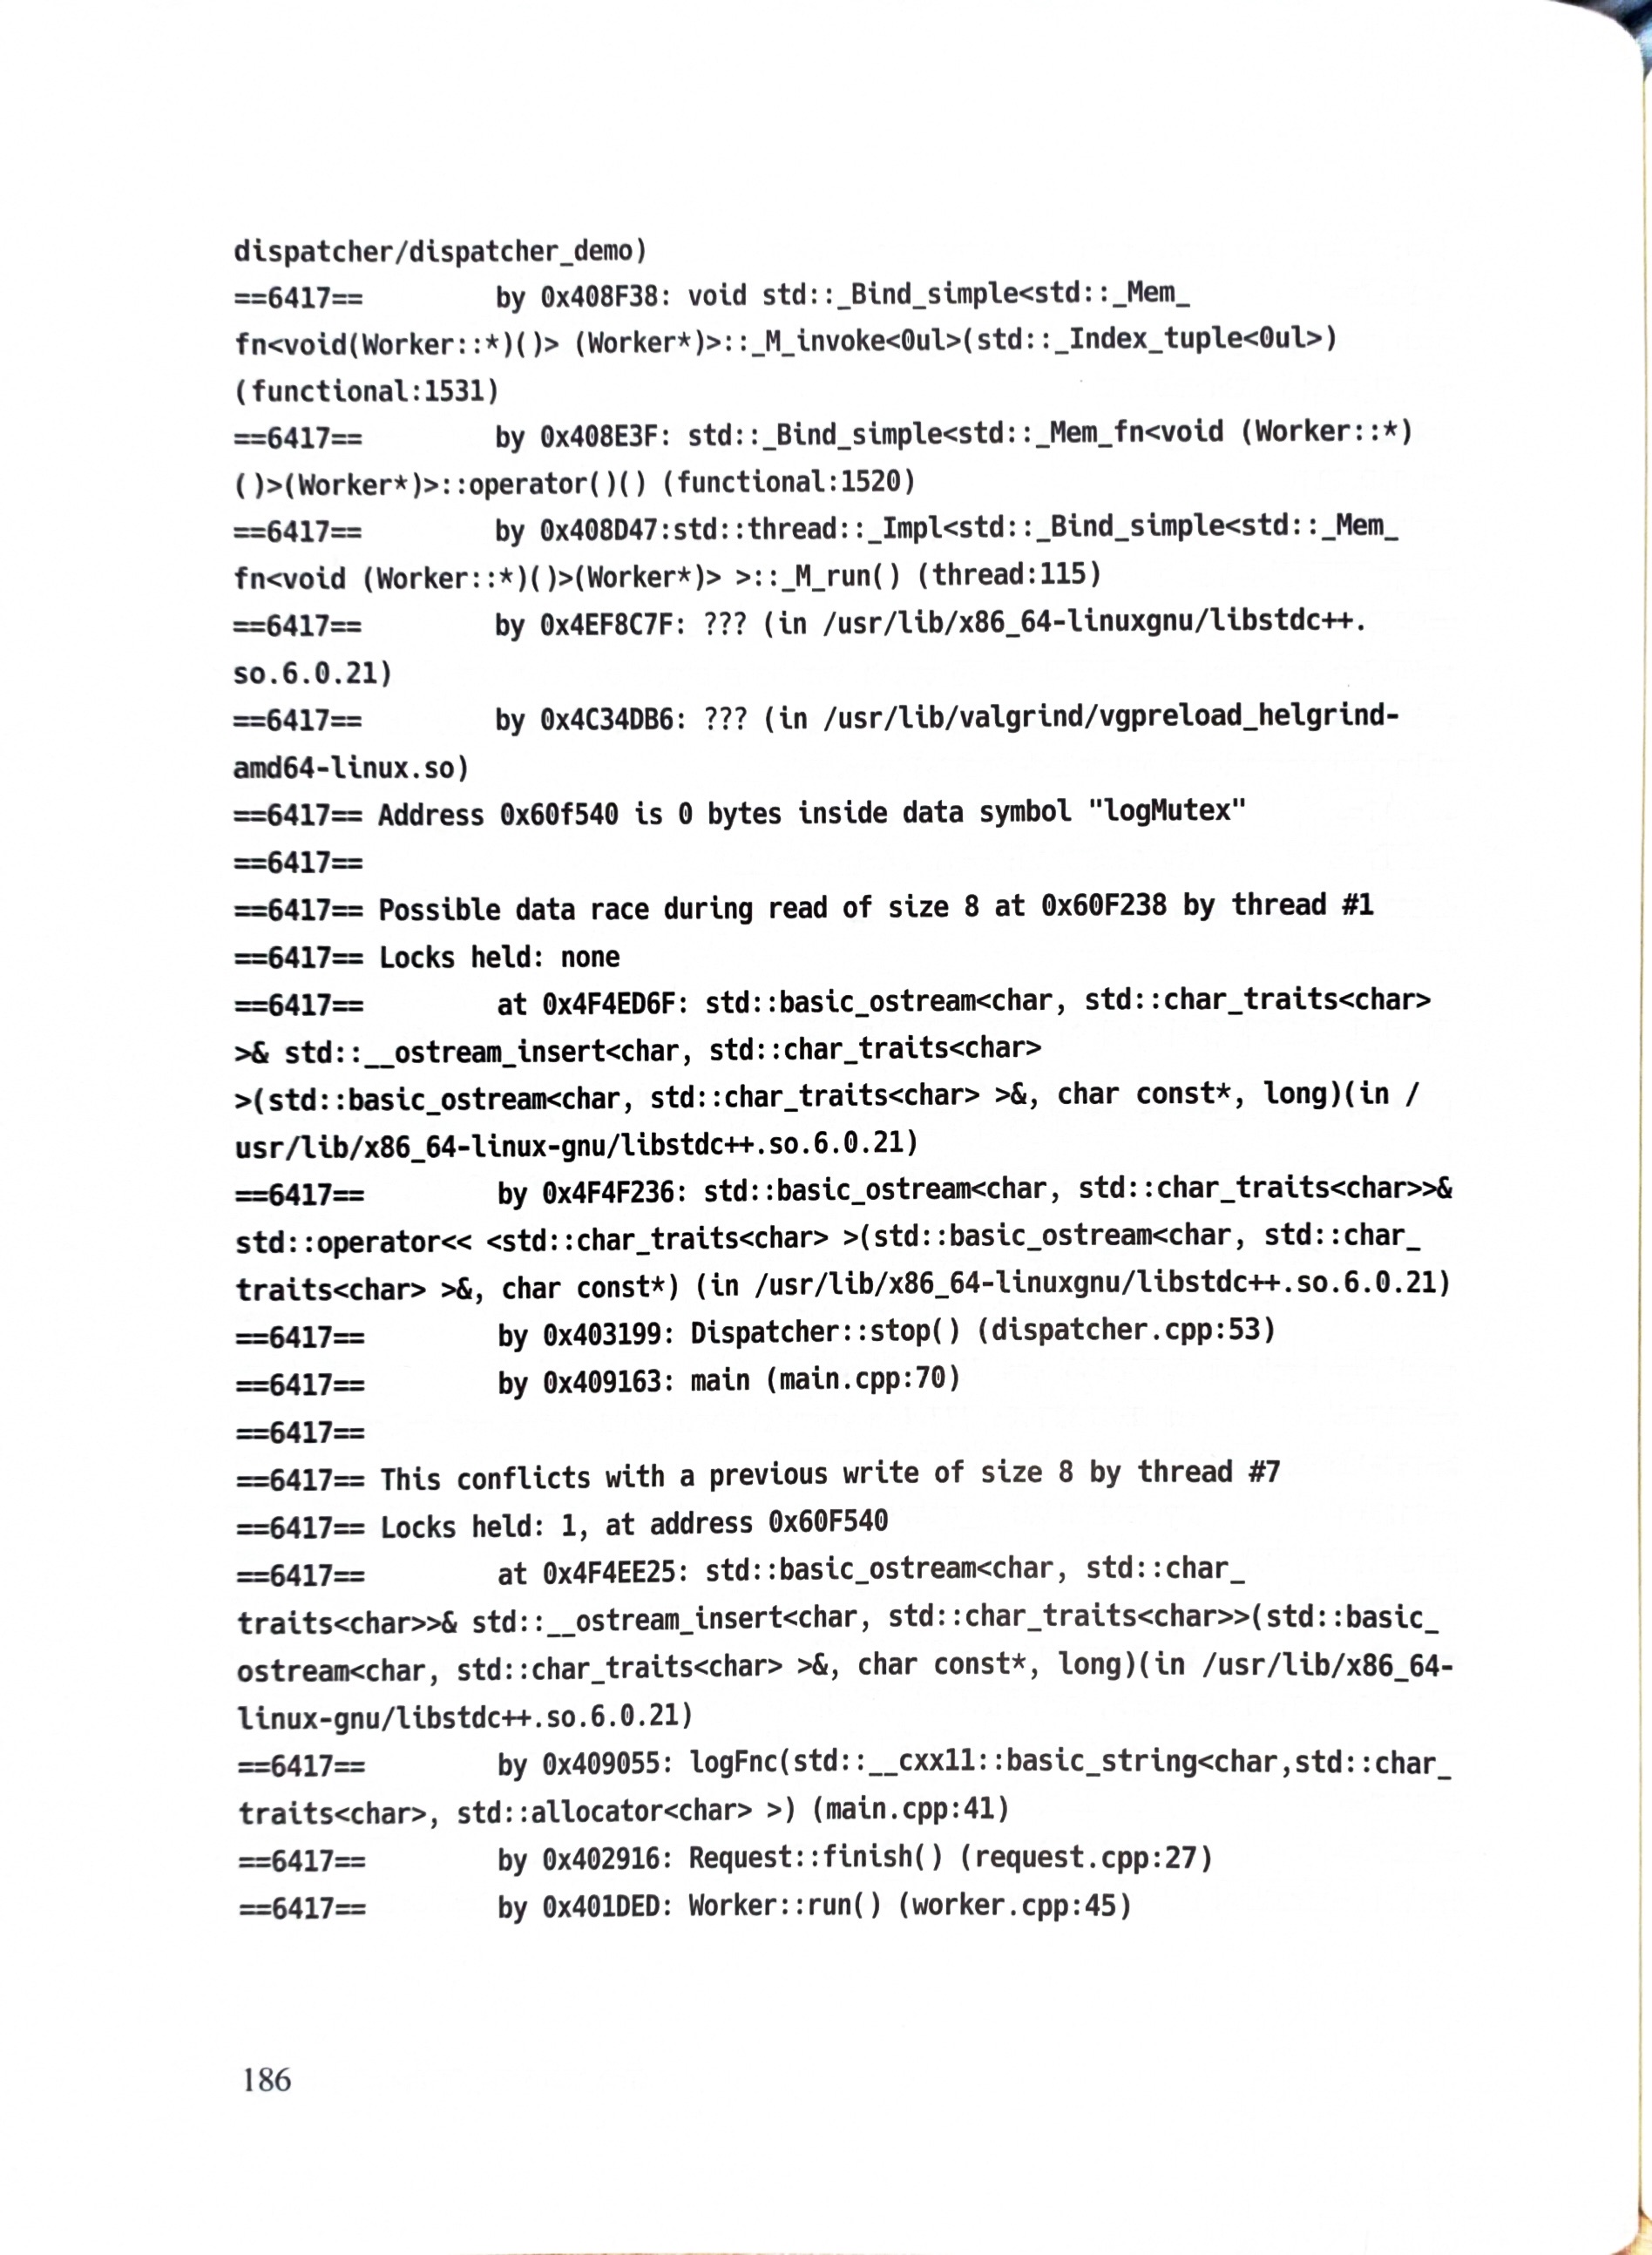 dispatcher/dispatcher_demo)
==6417==         by 0x408F38: void std::_Bind_simple<std::_Mem_
fn<void(Worker::*)()> (Worker*)>::_M_invoke<0ul>(std::_Index_tuple<0ul>)
(functional:1531)
==6417==         by 0x408E3F: std::_Bind_simple<std::_Mem_fn<void (Worker::*)
()>(Worker*)>::operator()() (functional:1520)
==6417==         by 0x408D47:std::thread::_Impl<std::_Bind_simple<std::_Mem_
fn<void (Worker::*)()>(Worker*)> >::_M_run() (thread:115)
==6417==         by 0x4EF8C7F: ??? (in /usr/lib/x86_64-linuxgnu/libstdc++.
so.6.0.21)
==6417==         by 0x4C34DB6: ??? (in /usr/lib/valgrind/vgpreload_helgrind-
amd64-linux.so)
==6417== Address 0x60f540 is 0 bytes inside data symbol "logMutex"
==6417==
==6417== Possible data race during read of size 8 at 0x60F238 by thread #1
==6417== Locks held: none
==6417==         at 0x4F4ED6F: std::basic_ostream<char, std::char_traits<char>
>& std::__ostream_insert<char, std::char_traits<char>
>(std::basic_ostream<char, std::char_traits<char> >&, char const*, long)(in /
usr/lib/x86_64-linux-gnu/libstdc++.so.6.0.21)
==6417==         by 0x4F4F236: std::basic_ostream<char, std::char_traits<char>>&
std::operator<< <std::char_traits<char> >(std::basic_ostream<char, std::char_
traits<char> >&, char const*) (in /usr/lib/x86_64-linuxgnu/libstdc++.so.6.0.21)
==6417==         by 0x403199: Dispatcher::stop() (dispatcher.cpp:53)
==6417==         by 0x409163: main (main.cpp:70)
==6417==
==6417== This conflicts with a previous write of size 8 by thread #7
==6417== Locks held: 1, at address 0x60F540
==6417==         at 0x4F4EE25: std::basic_ostream<char, std::char_
traits<char>>& std::__ostream_insert<char, std::char_traits<char>>(std::basic_
ostream<char, std::char_traits<char> >&, char const*, long)(in /usr/lib/x86_64-
linux-gnu/libstdc++.so.6.0.21)
==6417==         by 0x409055: logFnc(std::__cxx11::basic_string<char,std::char_
traits<char>, std::allocator<char> >) (main.cpp:41)
==6417==         by 0x402916: Request::finish() (request.cpp:27)
==6417==         by 0x401DED: Worker::run() (worker.cpp:45)
186